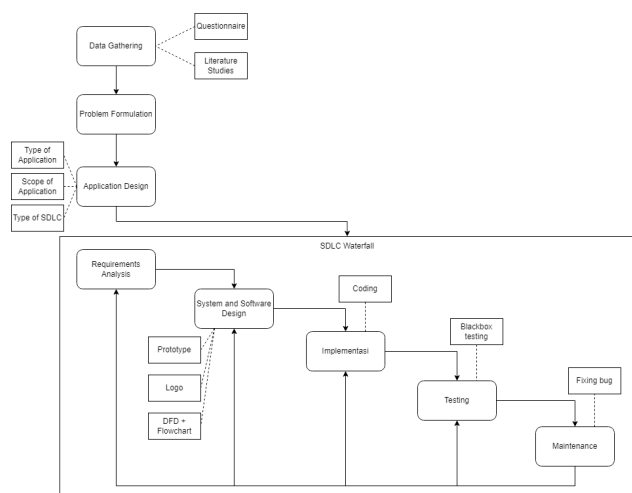 Questionnaire
Data Gathering
Literature
Studies
Problem Formulation
Type of
Application
Scope of
Application
Application Design
Type of SDLC
SDLC Waterfall
Requirements
Analysis
System and Software
Design
Coding
Implementasi
Prototype
Logo
DFD +
Flowchart
Blackbox
testing
Testing
Fixing bug
Maintenance